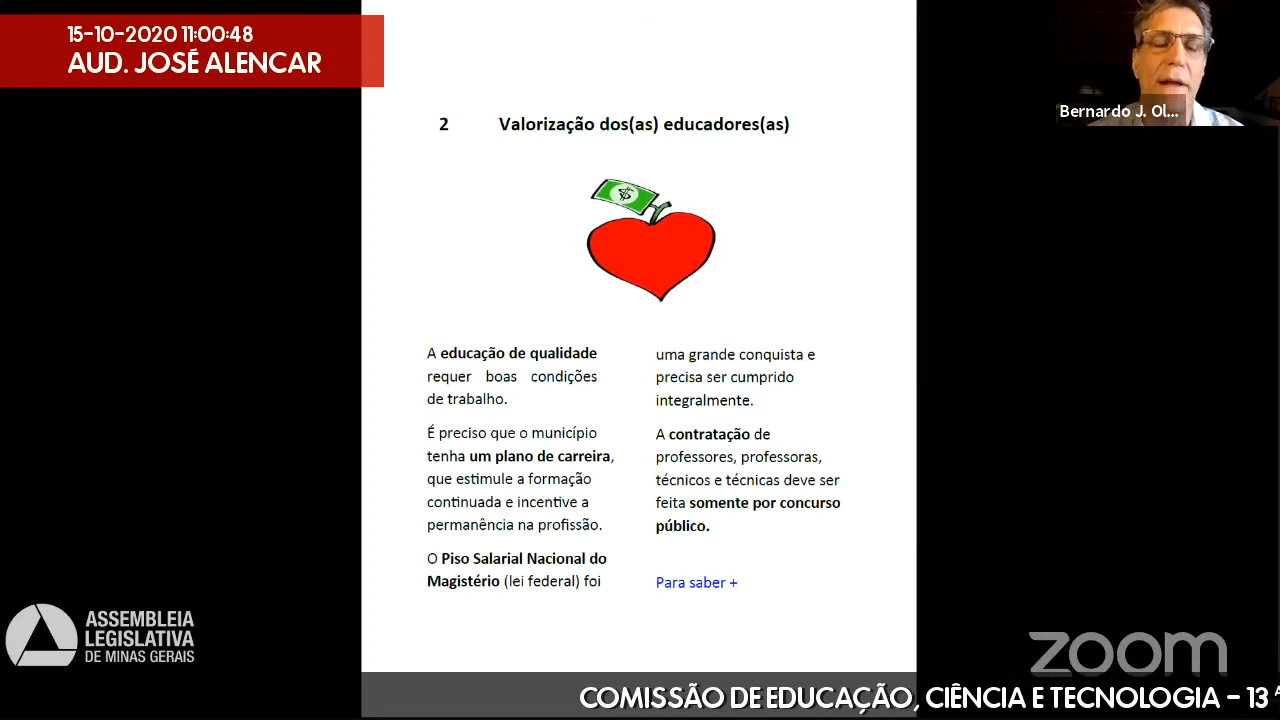 15-10-2020 11:00:48
AUD. JOSÉ ALENCAR
Bernardo J. Ol...
2 Valorização dos(as) educadores(as)
$
A educação de qualidade
requer boas condições
de trabalho.
É preciso que o município
tenha um plano de carreira,
que estimule a formação
continuada e incentive a
permanência na profissão.
O Piso Salarial Nacional do
Magistério (lei federal) foi
uma grande conquista e
precisa ser cumprido
integralmente.
A contratação de
professores, professoras,
técnicos e técnicas deve ser
feita somente por concurso
público.
Para saber +
ASSEMBLEIA
LEGISLATIVA
DE MINAS GERAIS
zoom
COMISSÃO DE EDUCAÇÃO, CIÊNCIA E TECNOLOGIA - 13